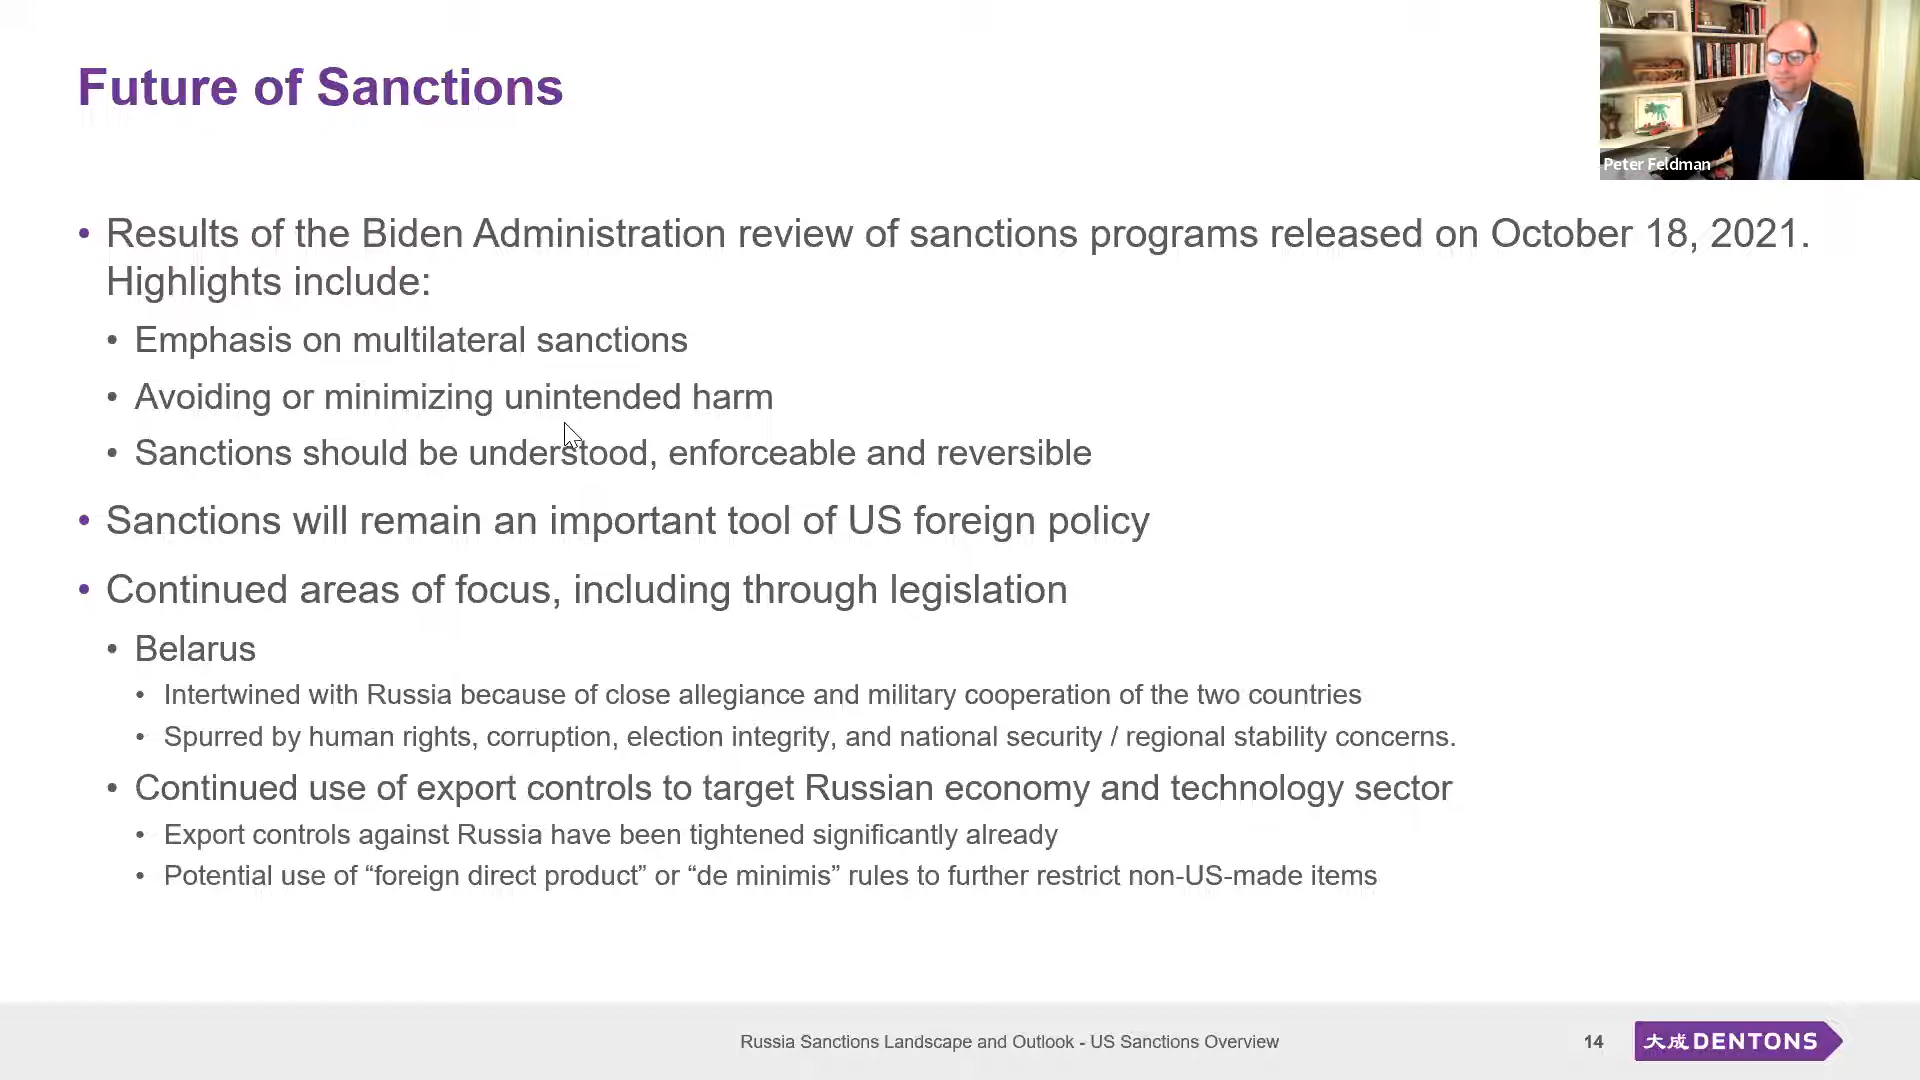 Future of Sanctions
Peter Feldman
• Results of the Biden Administration review of sanctions programs released on October 18, 2021.
Highlights include:
• Emphasis on multilateral sanctions
• Avoiding or minimizing unintended harm
• Sanctions should be understood, enforceable and reversible
• Sanctions will remain an important tool of US foreign policy
• Continued areas of focus, including through legislation
• Belarus
• Intertwined with Russia because of close allegiance and military cooperation of the two countries
• Spurred by human rights, corruption, election integrity, and national security / regional stability concerns.
• Continued use of export controls to target Russian economy and technology sector
• Export controls against Russia have been tightened significantly already
• Potential use of “foreign direct product” or “de minimis” rules to further restrict non-US-made items
Russia Sanctions Landscape and Outlook - US Sanctions Overview
14
大成 DENTONS